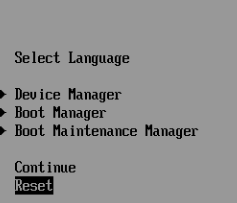 Select Language
Device Manager
Boot Manager
Boot Maintenance Manager
Continue
Reset